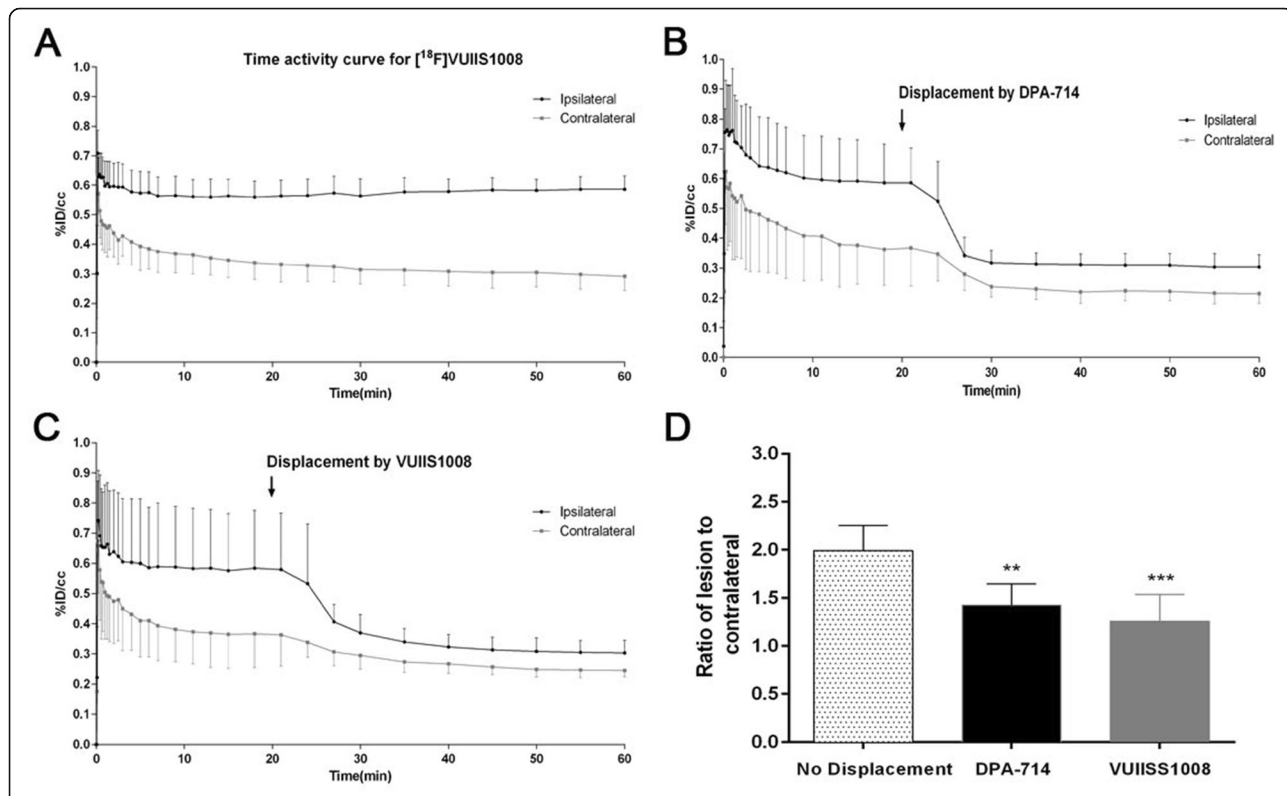 A
Time activity curve for [18F]VUIIS1008
Ipsilateral
Contralateral
%ID/cc
1.0
0.9
0.8
0.7
0.6
0.5
0.4
0.3
0.2
0.1
0.0
0 10 20 30 40 50 60
Time(min)
B
Displacement by DPA-714
Ipsilateral
Contralateral
%ID/cc
1.0
0.9
0.8
0.7
0.6
0.5
0.4
0.3
0.2
0.1
0.0
0 10 20 30 40 50 60
Time(min)
C
Displacement by VUIIS1008
Ipsilateral
Contralateral
%ID/cc
1.0
0.9
0.8
0.7
0.6
0.5
0.4
0.3
0.2
0.1
0.0
0 10 20 30 40 50 60
Time(min)
D
Ratio of lesion to
contralateral
3.0
2.5
2.0
1.5
1.0
0.5
0.0
**
***
No Displacement DPA-714 VUIISS1008